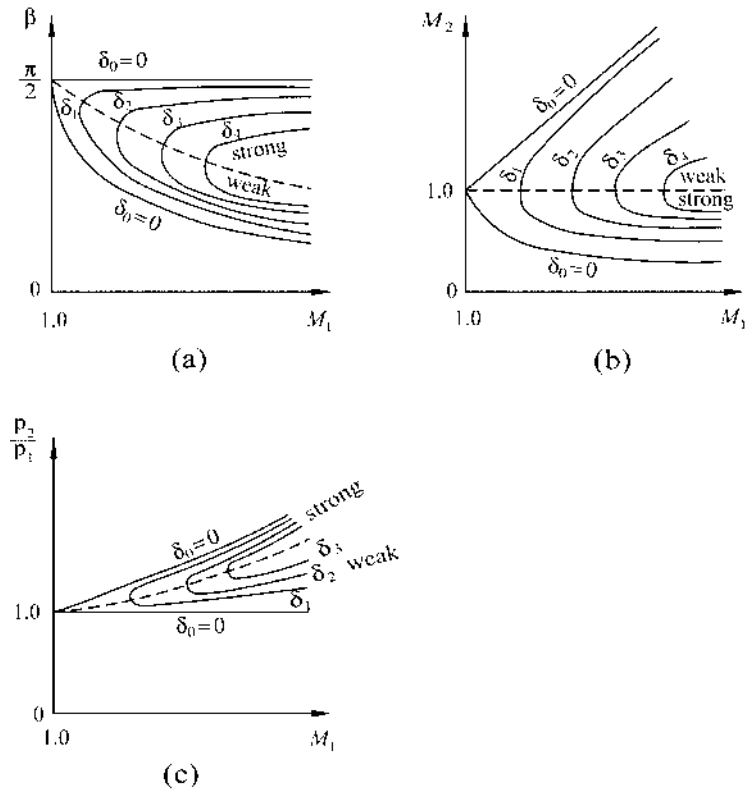 β
δ₀=0
π/2
δ₁
δ₂
δ₃
δ₄
strong
weak
δ₀=0
0
1.0
M₁
(a)
M₂
δ₀=0
δ₁
δ₂
δ₃
δ₄
weak
1.0
strong
δ₀=0
0
1.0
M₁
(b)
p₂/p₁
strong
δ₀=0
δ₃
weak
δ₂
δ₁
1.0
δ₀=0
0
1.0
M₁
(c)